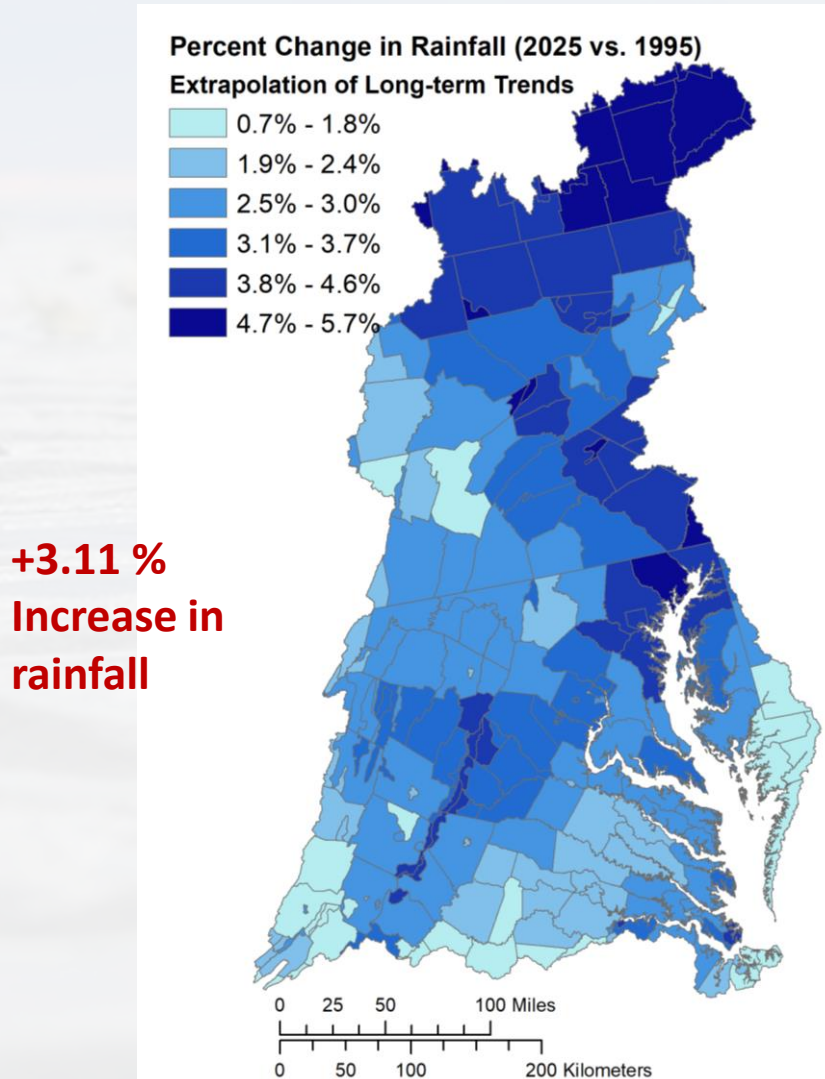 Percent Change in Rainfall (2025 vs. 1995)
Extrapolation of Long-term Trends
0.7% - 1.8%
1.9% - 2.4%
2.5% - 3.0%
3.1% - 3.7%
3.8% - 4.6%
4.7% - 5.7%
+3.11 %
Increase in
rainfall
0 25 50 100 Miles
0 50 100 200 Kilometers